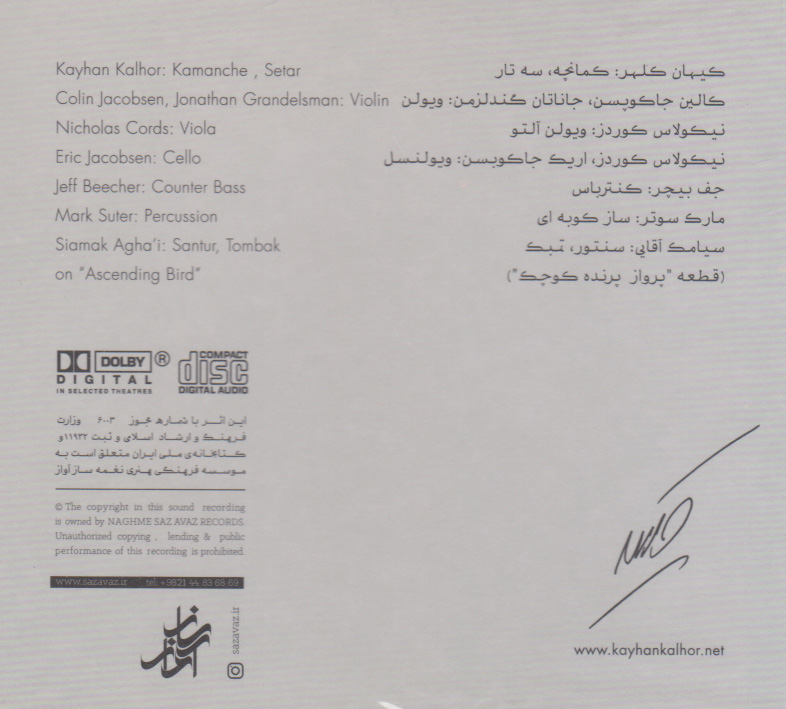 Kayhan Kalhor: Kamanche , Setar
کیهان کلهر: کمانچه، سه تار
Colin Jacobsen, Jonathan Grandelsman: Violin
کالین جاکوپسن، جاناتان گندلزمن: ویولن
Nicholas Cords: Viola
نیکولاس کوردز: ویولن آلتو
Eric Jacobsen: Cello
نیکولاس کوردز، اریک جاکوبسن: ویولنسل
Jeff Beecher: Counter Bass
جف بیچر: کنترباس
Mark Suter: Percussion
مارک سوتر: ساز کوبه ای
Siamak Agha'i: Santur, Tombak
سیامک آقایی: سنتور، تمبک
on "Ascending Bird"
(قطعه "پرواز پرنده کوچک")
DOLBY ®
DIGITAL
IN SELECTED THEATRES
COMPACT
disc
DIGITAL AUDIO
این اثر با شماره مجوز ۶۰۰۳ وزارت
فرهنگ و ارشاد اسلامی و ثبت ۱۱۹۳۲و
کتابخانه‌ی ملی ایران متعلق است به
موسسه فرهنگی هنری نغمه ساز آواز
© The copyright in this sound recording
is owned by NAGHME SAZ AVAZ RECORDS.
Unauthorized copying , lending & public
performance of this recording is prohibited.
www.sazavaz.ir tel: +9821 44 83 68 69
sazavaz.ir
www.kayhankalhor.net